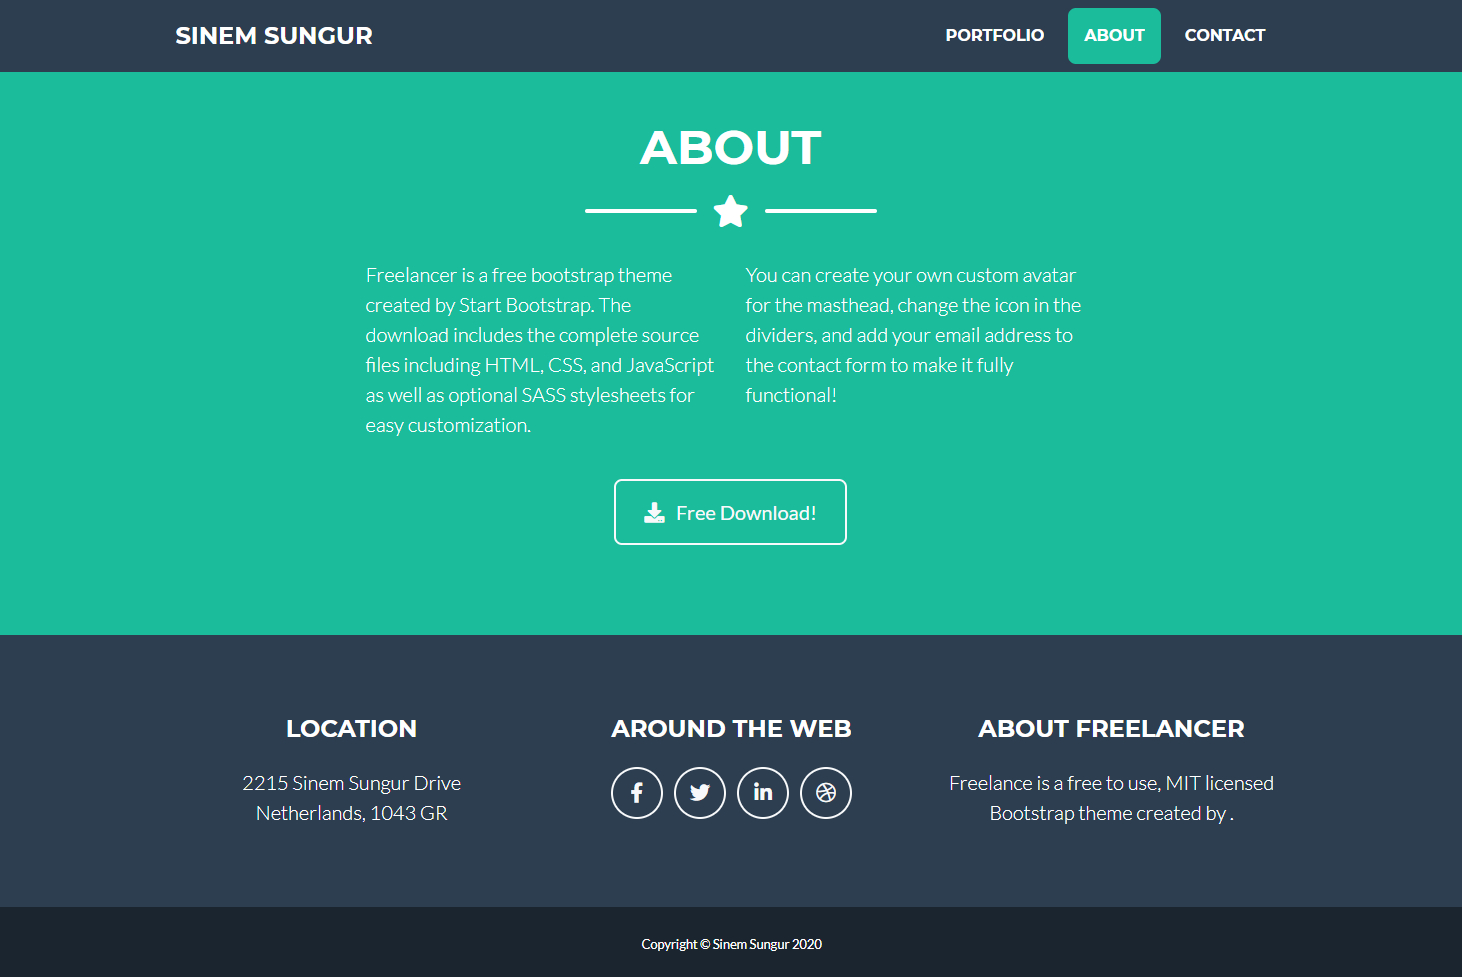 SINEM SUNGUR
PORTFOLIO
ABOUT
CONTACT
ABOUT
Freelancer is a free bootstrap theme
created by Start Bootstrap. The
download includes the complete source
files including HTML, CSS, and JavaScript
as well as optional SASS stylesheets for
easy customization.
You can create your own custom avatar
for the masthead, change the icon in the
dividers, and add your email address to
the contact form to make it fully
functional!
Free Download!
LOCATION
2215 Sinem Sungur Drive
Netherlands, 1043 GR
AROUND THE WEB
ABOUT FREELANCER
Freelance is a free to use, MIT licensed
Bootstrap theme created by .
Copyright © Sinem Sungur 2020